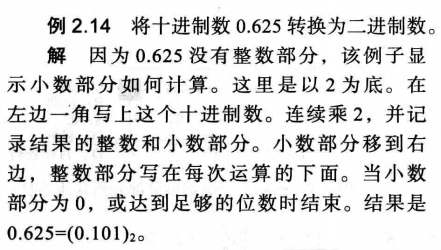 例 2.14 将十进制数 0.625 转换为二进制数。
解 因为 0.625 没有整数部分，该例子显
示小数部分如何计算。这里是以 2 为底。在
左边一角写上这个十进制数。连续乘 2，并记
录结果的整数和小数部分。小数部分移到右
边，整数部分写在每次运算的下面。当小数
部分为 0，或达到足够的位数时结束。结果是
0.625=(0.101)₂。